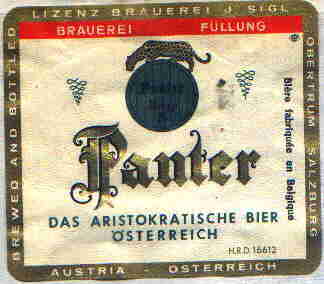 LIZENZ BRAUEREI J. SIGL
OBERTRUM SALZBURG
BREWED AND BOTTLED
BRAUEREI FÜLLUNG
Panter
DAS ARISTOKRATISCHE BIER
ÖSTERREICH
Bière fabriquée en Belgique
H.R.D. 16612
AUSTRIA - ÖSTERREICH